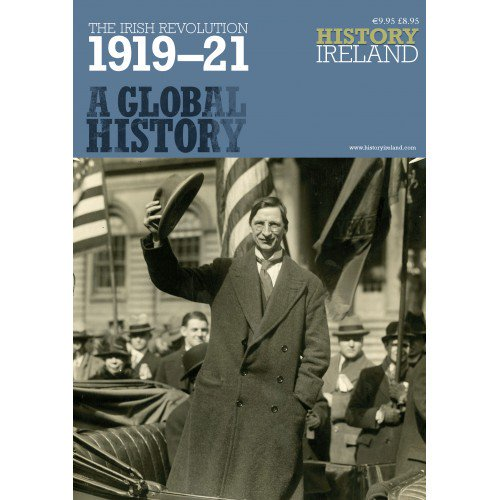 THE IRISH REVOLUTION
1919–21
A GLOBAL
HISTORY
€9.95 £8.95
HISTORY
IRELAND
www.historyireland.com